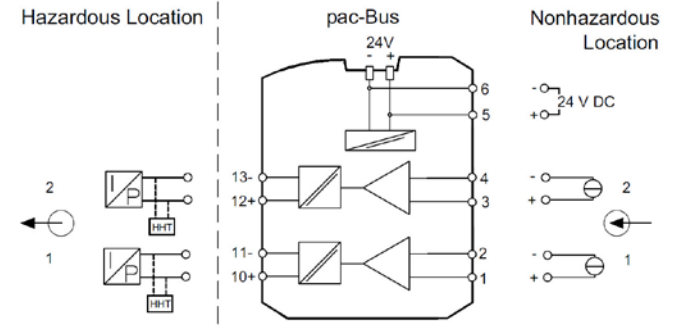 Hazardous Location
pac-Bus
Nonhazardous
Location
24V
- +
6
5
-
+
24 V DC
2
I
P
HHT
13-
12+
4
3
-
+
2
1
I
P
HHT
11-
10+
2
1
-
+
1